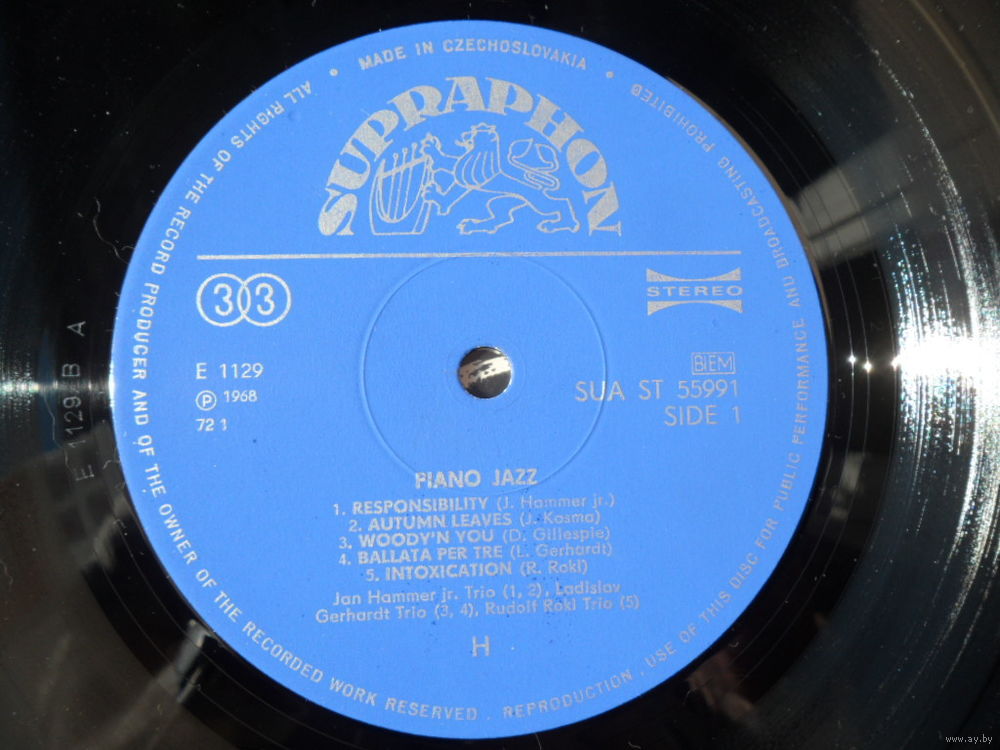 ALL RIGHTS OF THE RECORD PRODUCER AND OF THE OWNER OF THE RECORDED WORK RESERVED . REPRODUCTION, USE OF THIS DISC FOR PUBLIC PERFORMANCE AND BROADCASTING PROHIBITED
• MADE IN CZECHOSLOVAKIA •
SUPRAPHON
33
STEREO
E 1129
Ⓟ 1968
72 1
BIEM
SUA ST 55991
SIDE 1
E 1129-B A
PIANO JAZZ
1. RESPONSIBILITY (J. Hammer jr.)
2. AUTUMN LEAVES (J. Kosma)
3. WOODY'N YOU (D. Gillespie)
4. BALLATA PER TRE (L. Gerhardt)
5. INTOXICATION (R. Rokl)
Jan Hammer jr. Trio (1, 2), Ladislav
Gerhardt Trio (3, 4), Rudolf Rokl Trio (5)
H
www.ay.by